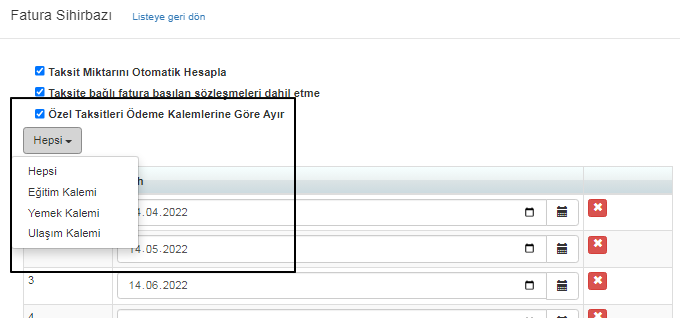 Fatura Sihirbazı Listeye geri dön
Taksit Miktarını Otomatik Hesapla
Taksite bağlı fatura basılan sözleşmeleri dahil etme
Özel Taksitleri Ödeme Kalemlerine Göre Ayır
Hepsi
Hepsi
Eğitim Kalemi
Yemek Kalemi
Ulaşım Kalemi
.04.2022
14.05.2022
3 14.06.2022
4